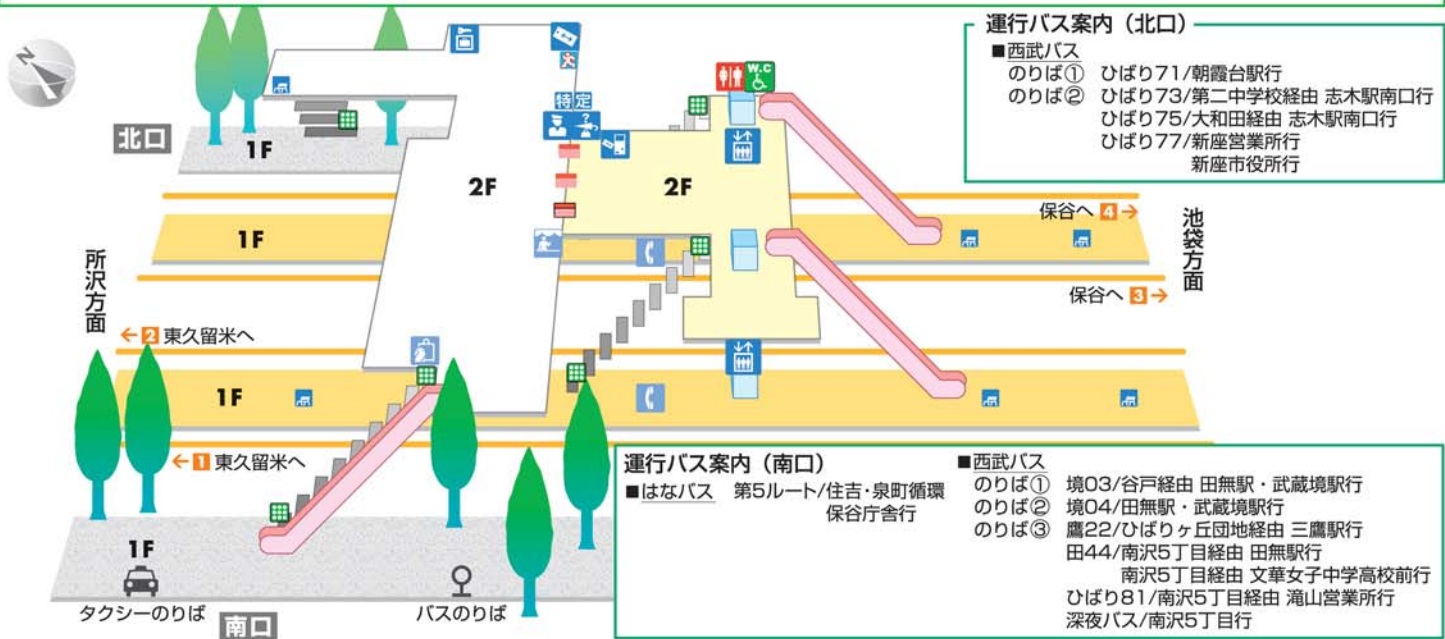 運行バス案内（北口）
■西武バス
のりば① ひばり71/朝霞台駅行
のりば② ひばり73/第二中学校経由 志木駅南口行
ひばり75/大和田経由 志木駅南口行
ひばり77/新座営業所行
新座市役所行
N
W.C
特定
北口
1F
2F
2F
保谷へ 4 →
1F
池袋方面
所沢方面
保谷へ 3 →
← 2 東久留米へ
1F
← 1 東久留米へ
1F
タクシーのりば
バスのりば
南口
運行バス案内（南口）
■はなバス 第5ルート/住吉・泉町循環
保谷庁舎行
■西武バス
のりば① 境03/谷戸経由 田無駅・武蔵境駅行
のりば② 境04/田無駅・武蔵境駅行
のりば③ 鷹22/ひばりヶ丘団地経由 三鷹駅行
田44/南沢5丁目経由 田無駅行
南沢5丁目経由 文華女子中学高校前行
ひばり81/南沢5丁目経由 滝山営業所行
深夜バス/南沢5丁目行